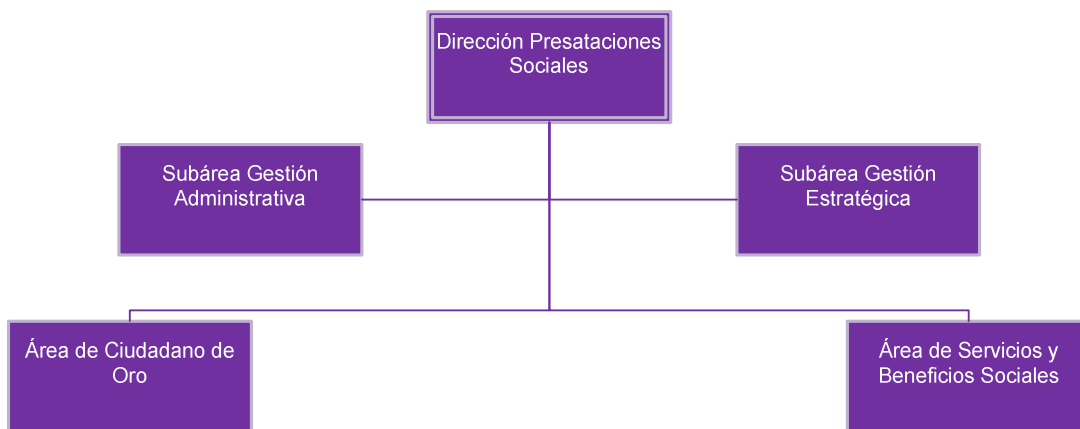 Dirección Presataciones
Sociales
Subárea Gestión
Administrativa
Subárea Gestión
Estratégica
Área de Ciudadano de
Oro
Área de Servicios y
Beneficios Sociales